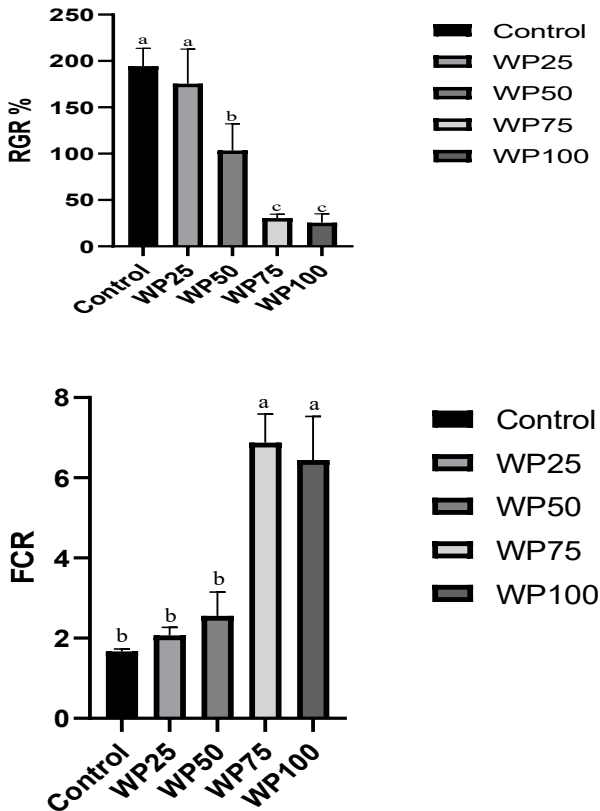 250
200
150
100
50
0
RGR %
a
a
b
c
c
Control
WP25
WP50
WP75
WP100
Control
WP25
WP50
WP75
WP100
8
6
4
2
0
FCR
b
b
b
a
a
Control
WP25
WP50
WP75
WP100
Control
WP25
WP50
WP75
WP100